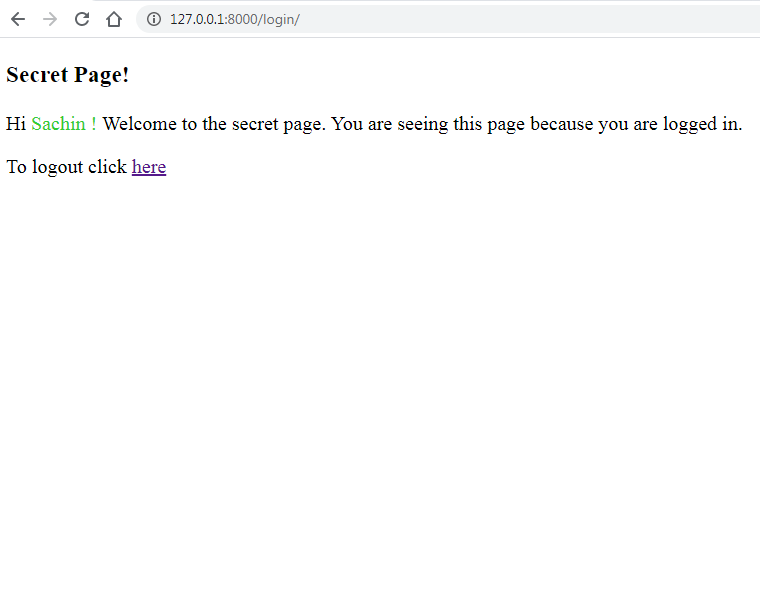 127.0.0.1:8000/login/
Secret Page!
Hi Sachin ! Welcome to the secret page. You are seeing this page because you are logged in.
To logout click here